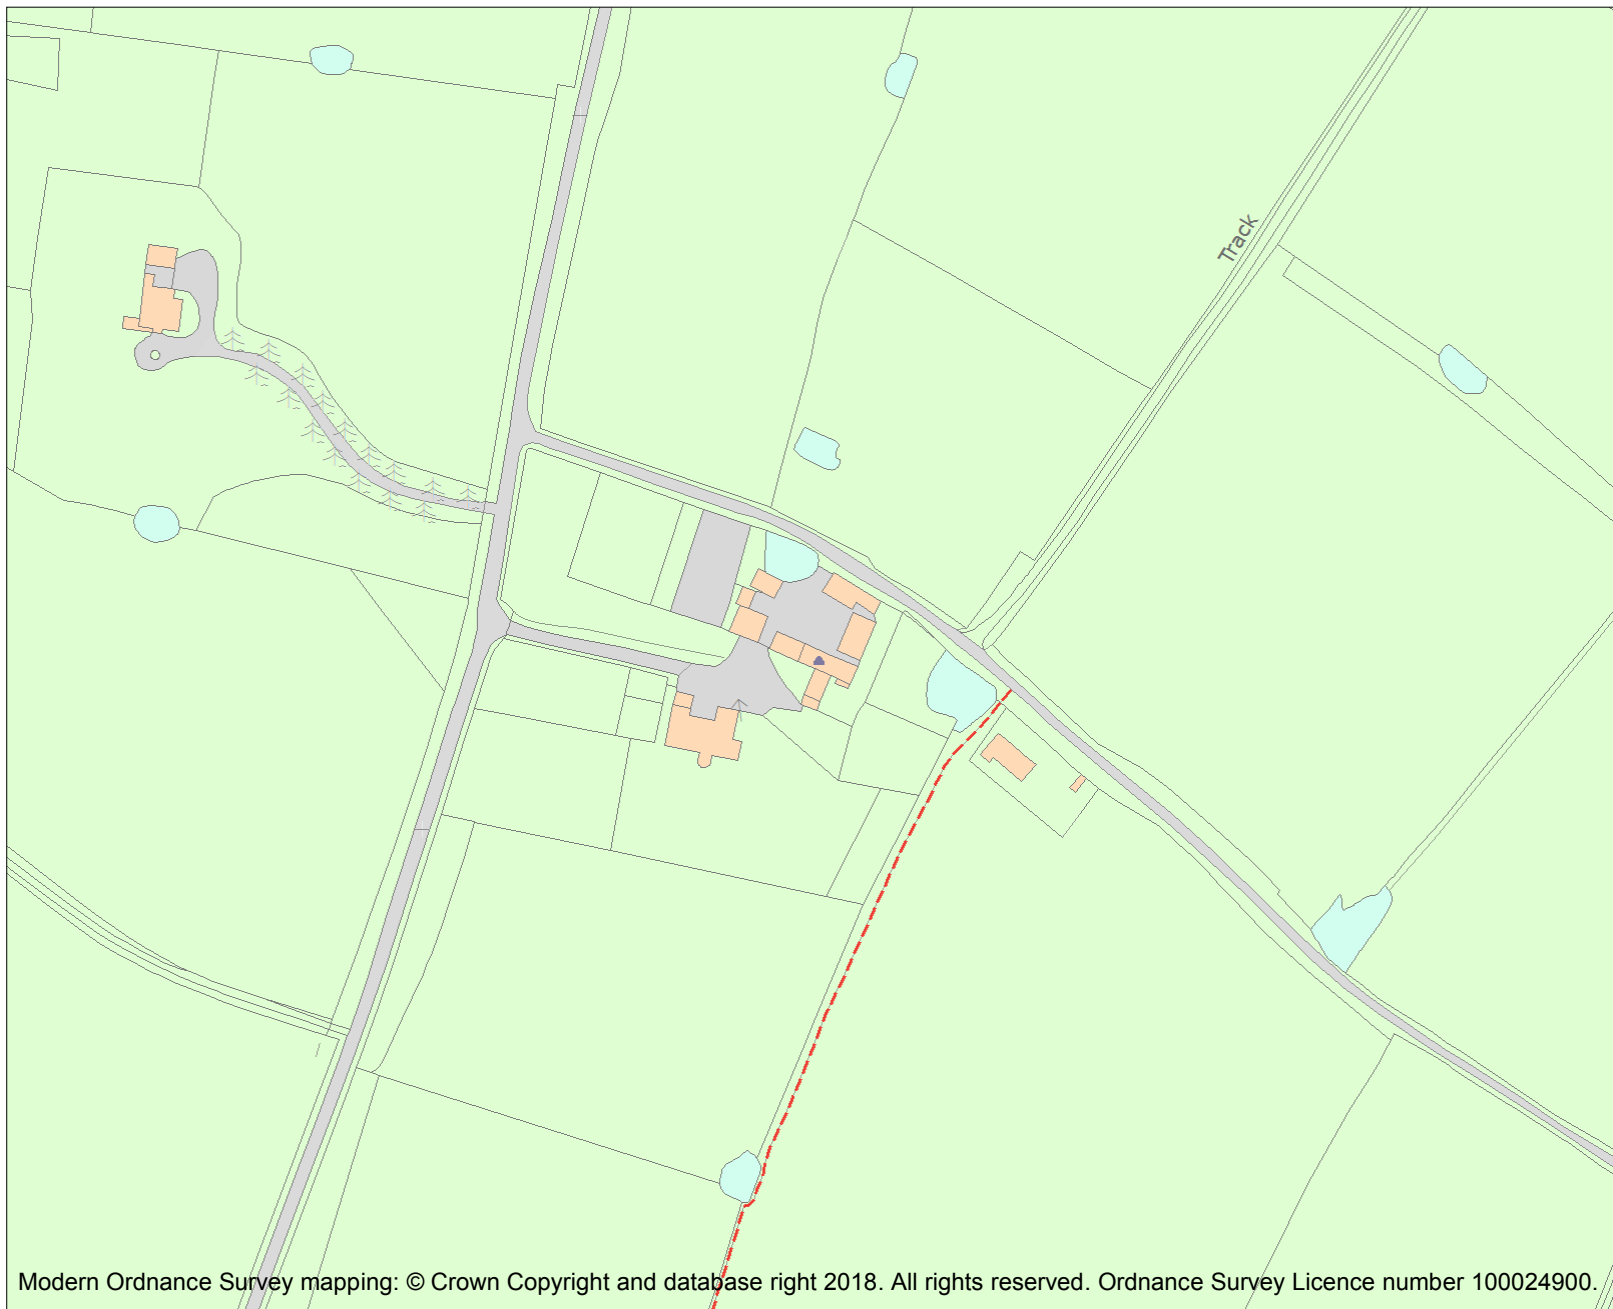 Track
Modern Ordnance Survey mapping: © Crown Copyright and database right 2018. All rights reserved. Ordnance Survey Licence number 100024900.